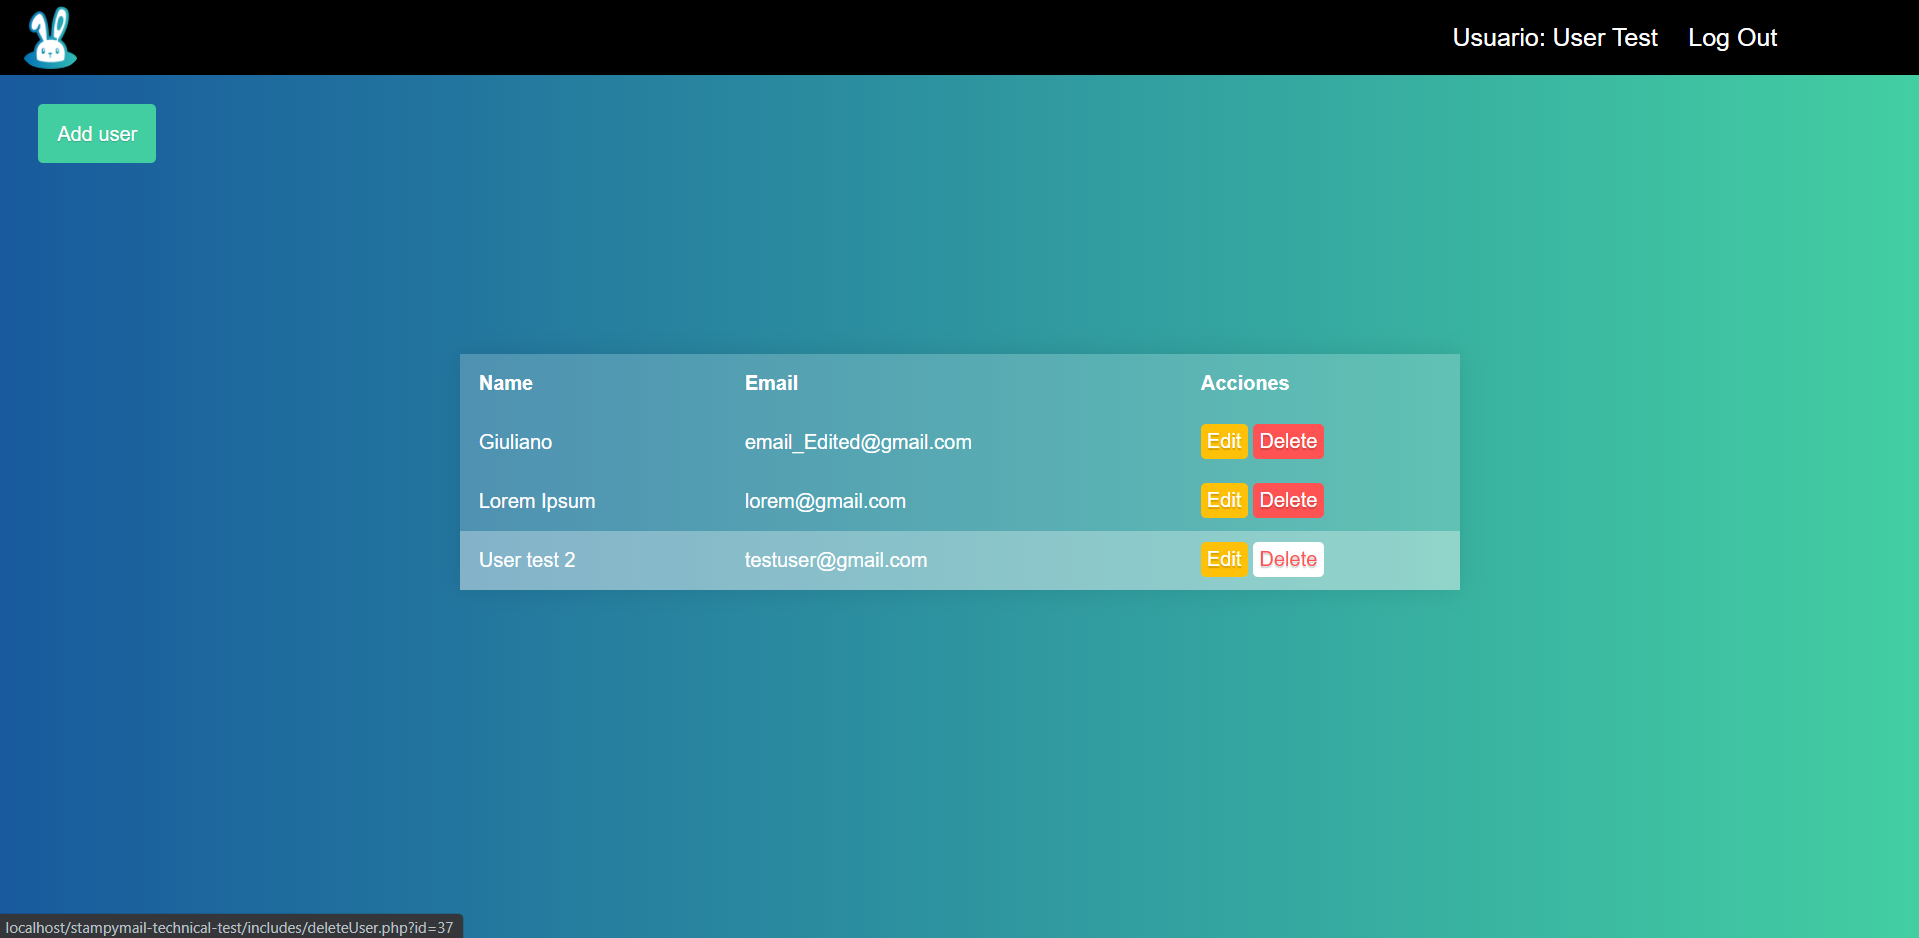 Usuario: User Test Log Out
Add user
Name Email Acciones
Giuliano email_Edited@gmail.com Edit Delete
Lorem Ipsum lorem@gmail.com Edit Delete
User test 2 testuser@gmail.com Edit Delete
localhost/stampymail-technical-test/includes/deleteUser.php?id=37